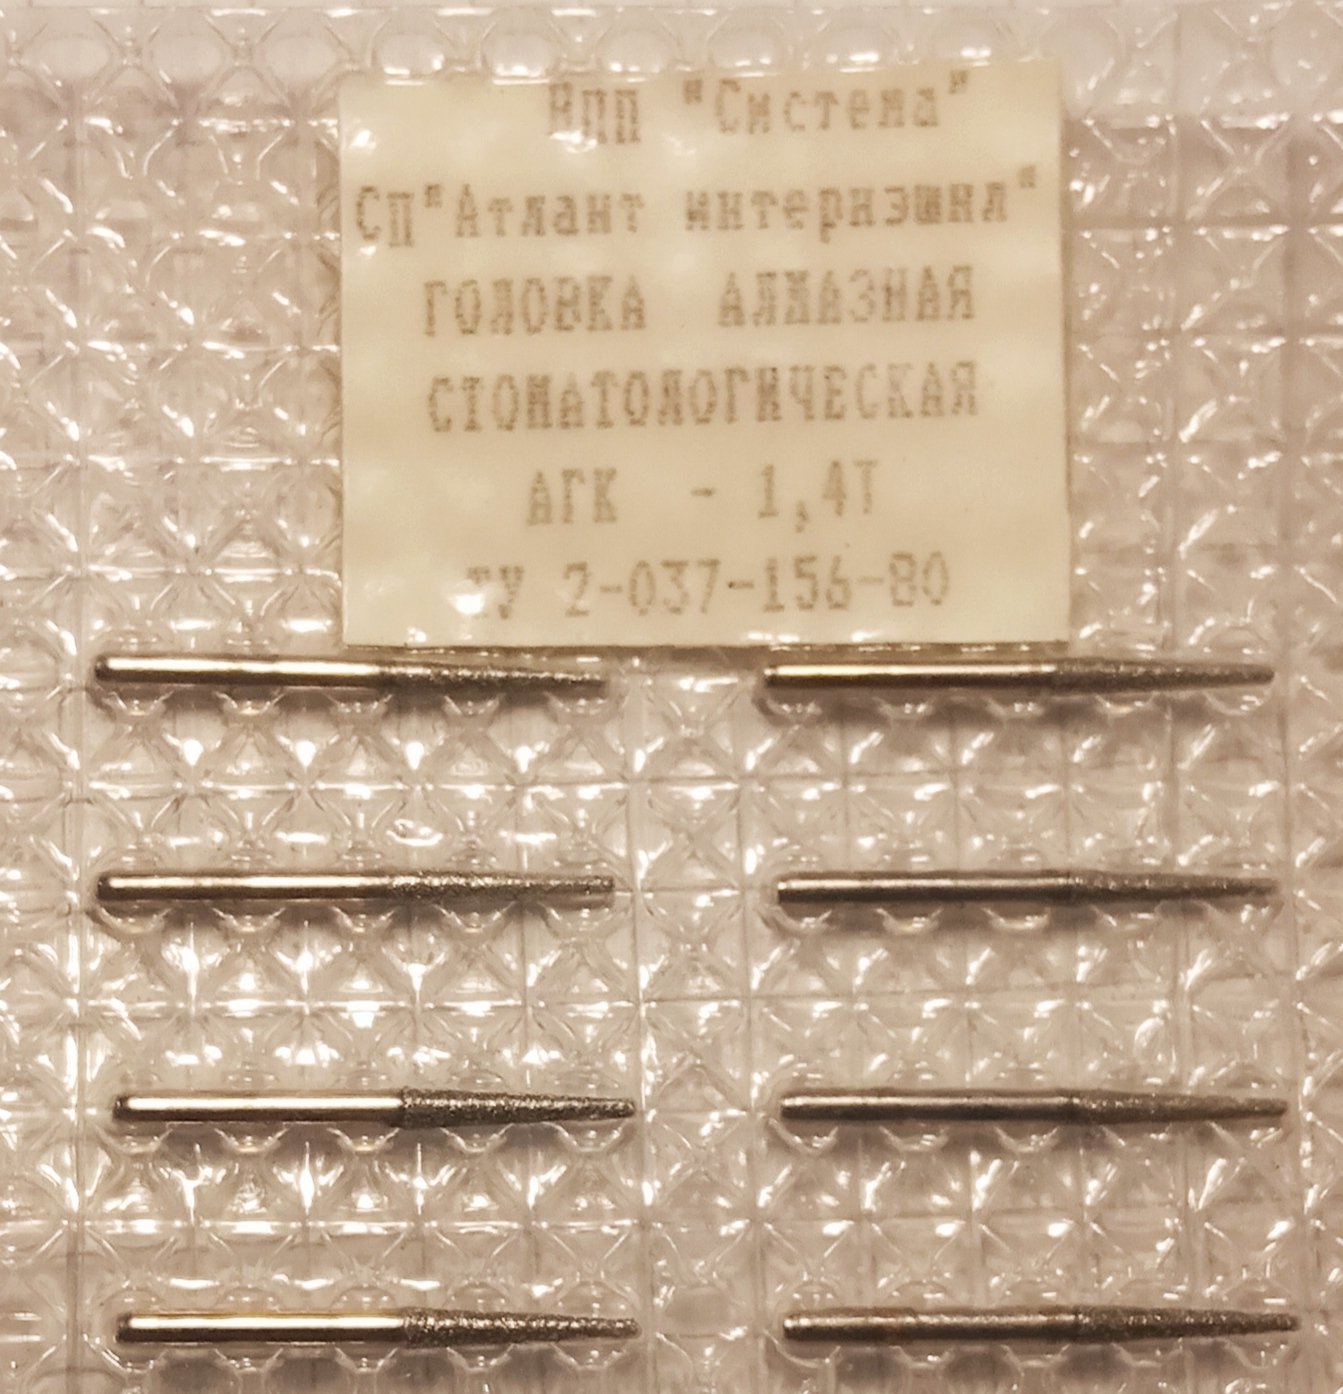 НПП "Система"
СП"Атлант интернэшнл"
ГОЛОВКА АЛМАЗНАЯ
СТОМАТОЛОГИЧЕСКАЯ
АГК - 1,4Т
ТУ 2-037-156-80